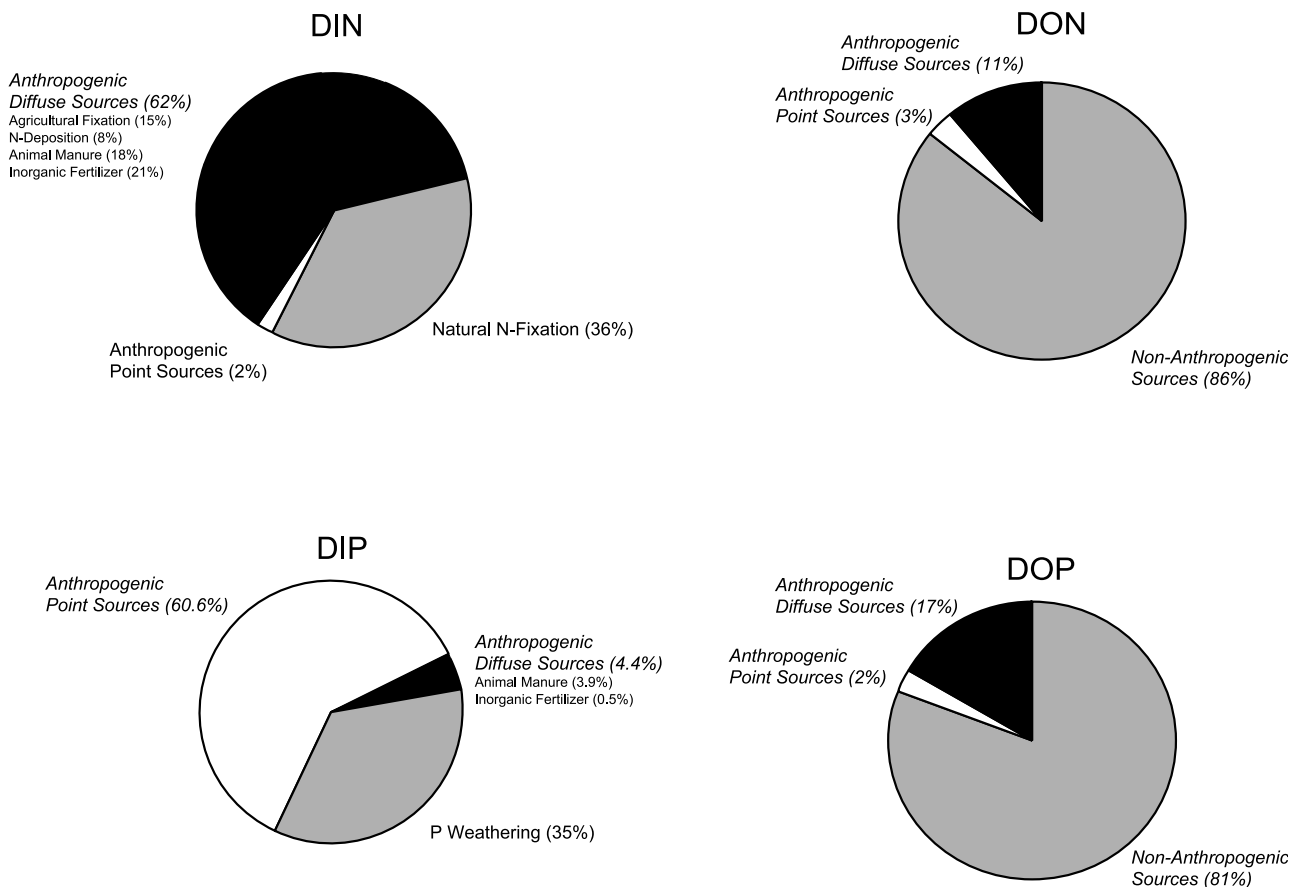 DIN
Anthropogenic
Diffuse Sources (62%)
Agricultural Fixation (15%)
N-Deposition (8%)
Animal Manure (18%)
Inorganic Fertilizer (21%)
Natural N-Fixation (36%)
Anthropogenic
Point Sources (2%)
DON
Anthropogenic
Diffuse Sources (11%)
Anthropogenic
Point Sources (3%)
Non-Anthropogenic
Sources (86%)
DIP
Anthropogenic
Point Sources (60.6%)
Anthropogenic
Diffuse Sources (4.4%)
Animal Manure (3.9%)
Inorganic Fertilizer (0.5%)
P Weathering (35%)
DOP
Anthropogenic
Diffuse Sources (17%)
Anthropogenic
Point Sources (2%)
Non-Anthropogenic
Sources (81%)